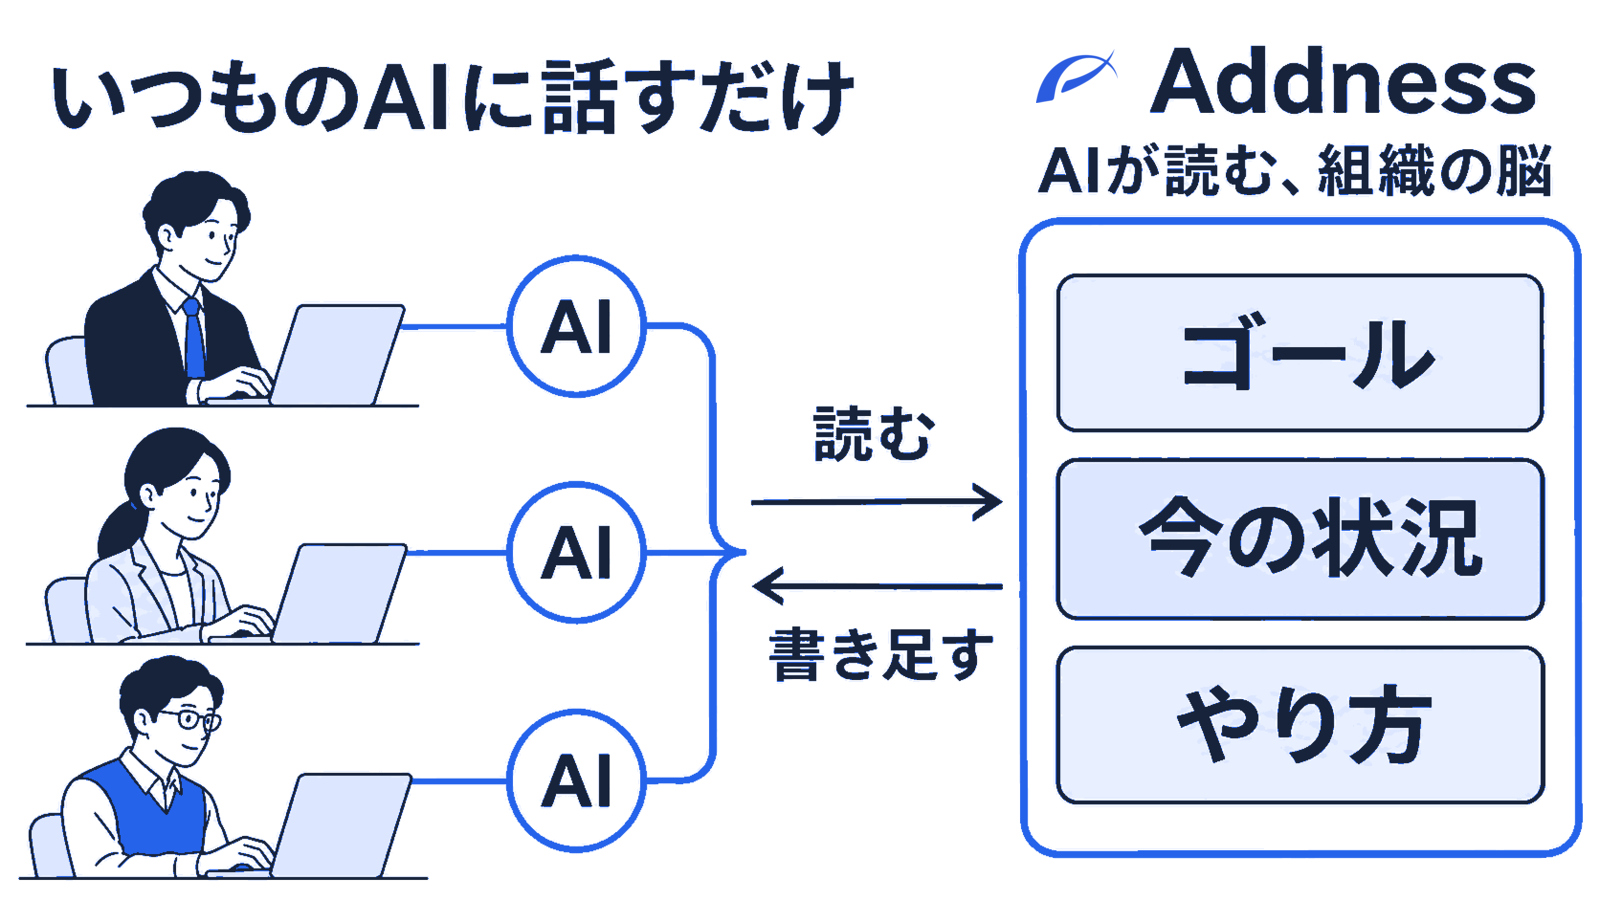 いつものAIに話すだけ
Addness
AIが読む、組織の脳
AI
AI
AI
読む
書き足す
ゴール
今の状況
やり方